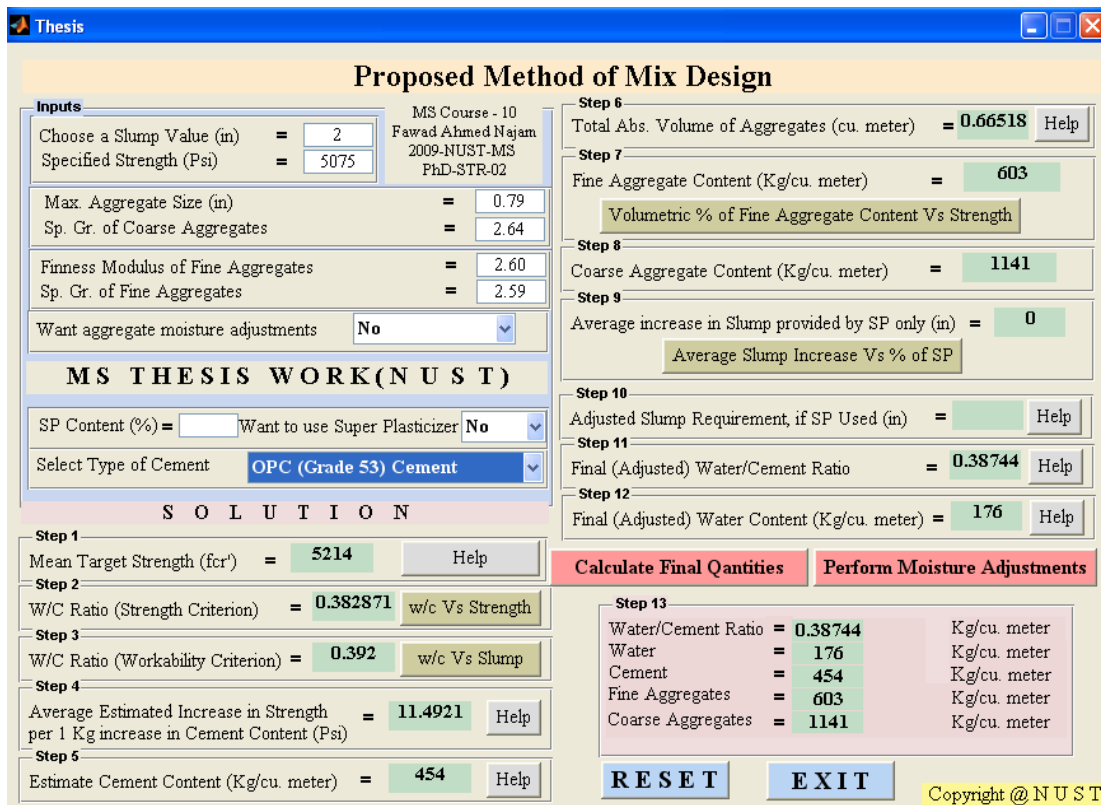 Thesis
Proposed Method of Mix Design
Inputs
Choose a Slump Value (in) = 2
Specified Strength (Psi) = 5075
MS Course - 10
Fawad Ahmed Najam
2009-NUST-MS
PhD-STR-02
Max. Aggregate Size (in) = 0.79
Sp. Gr. of Coarse Aggregates = 2.64
Finness Modulus of Fine Aggregates = 2.60
Sp. Gr. of Fine Aggregates = 2.59
Want aggregate moisture adjustments No
MS THESIS WORK(N U S T)
SP Content (%) = Want to use Super Plasticizer No
Select Type of Cement OPC (Grade 53) Cement
S O L U T I O N
Step 1
Mean Target Strength (fcr') = 5214 Help
Step 2
W/C Ratio (Strength Criterion) = 0.382871 w/c Vs Strength
Step 3
W/C Ratio (Workability Criterion) = 0.392 w/c Vs Slump
Step 4
Average Estimated Increase in Strength
per 1 Kg increase in Cement Content (Psi) = 11.4921 Help
Step 5
Estimate Cement Content (Kg/cu. meter) = 454 Help
Step 6
Total Abs. Volume of Aggregates (cu. meter) = 0.66518 Help
Step 7
Fine Aggregate Content (Kg/cu. meter) = 603
Volumetric % of Fine Aggregate Content Vs Strength
Step 8
Coarse Aggregate Content (Kg/cu. meter) = 1141
Step 9
Average increase in Slump provided by SP only (in) = 0
Average Slump Increase Vs % of SP
Step 10
Adjusted Slump Requirement, if SP Used (in) = Help
Step 11
Final (Adjusted) Water/Cement Ratio = 0.38744 Help
Step 12
Final (Adjusted) Water Content (Kg/cu. meter) = 176 Help
Calculate Final Qantities Perform Moisture Adjustments
Step 13
Water/Cement Ratio = 0.38744 Kg/cu. meter
Water = 176 Kg/cu. meter
Cement = 454 Kg/cu. meter
Fine Aggregates = 603 Kg/cu. meter
Coarse Aggregates = 1141 Kg/cu. meter
R E S E T E X I T
Copyright @ N U S T